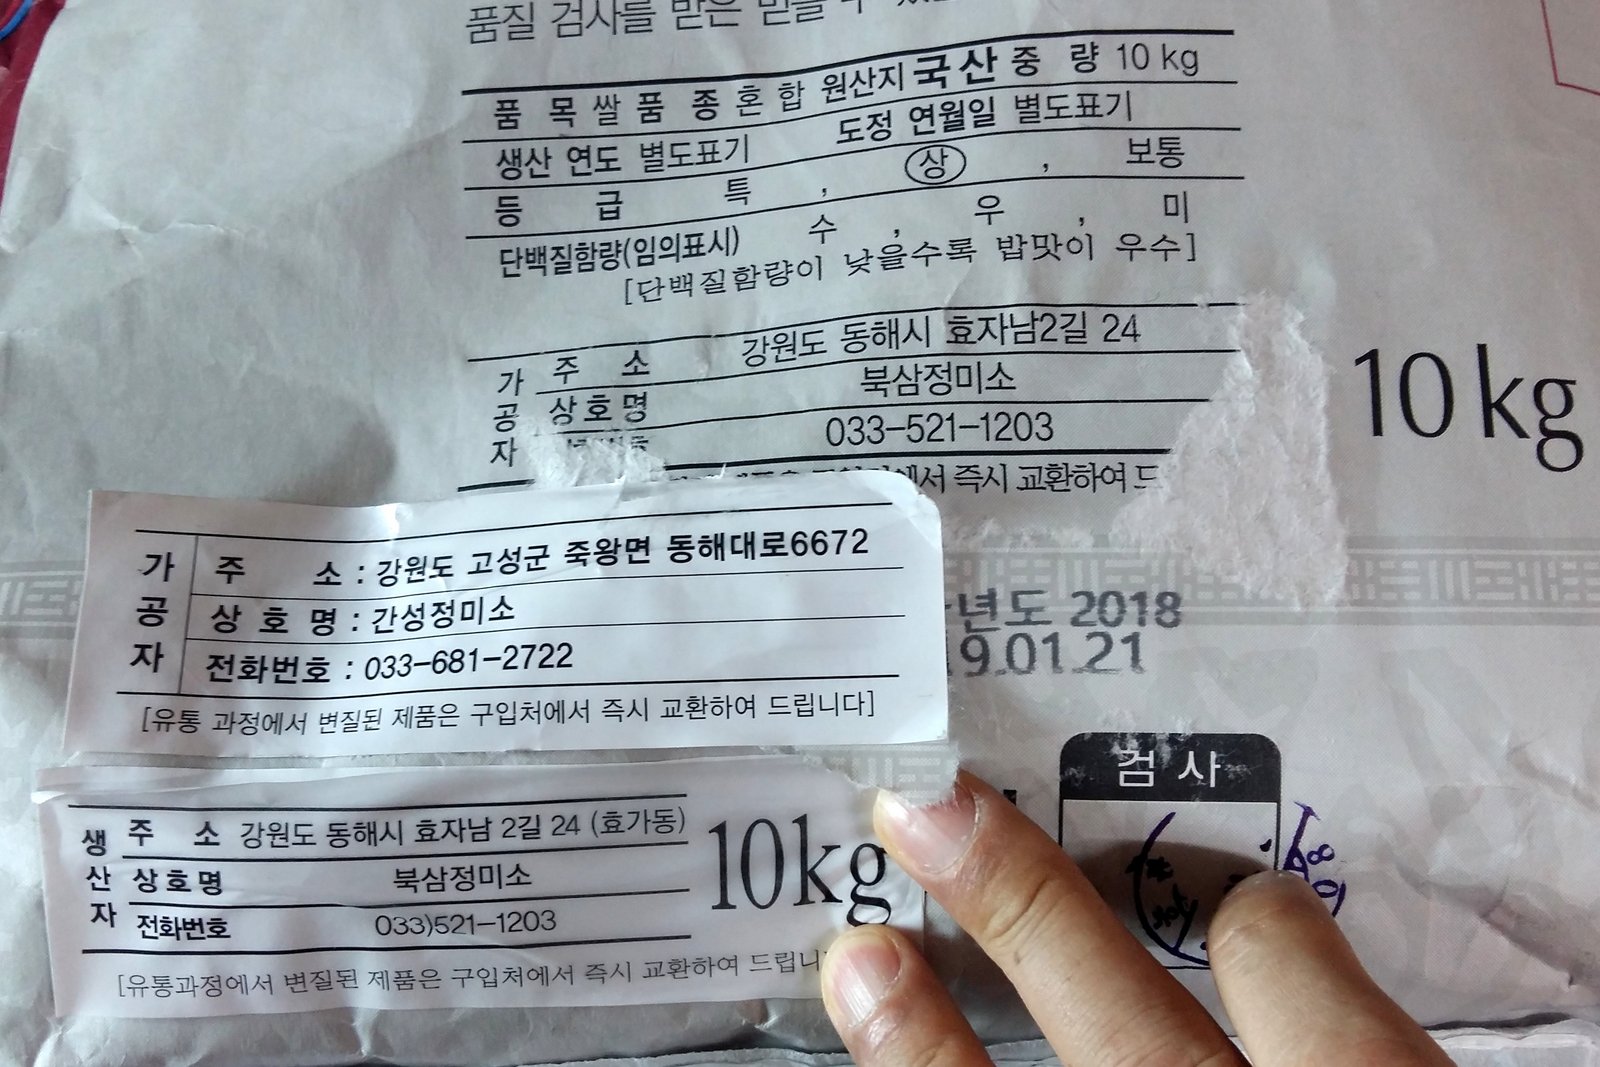 품질 검사를 받은 믿을 수
품 목 쌀 품 종 혼 합 원산지 국산 중 량 10 kg
생산 연도 별도표기 도정 연월일 별도표기
등 급 특 , 상 , 보통
단백질함량(임의표시) 수 , 우 , 미
[단백질함량이 낮을수록 밥맛이 우수]
가공자 주 소 강원도 동해시 효자남2길 24
상호명 북삼정미소
033-521-1203
에서 즉시 교환하여 드
10 kg
가공자 주 소 : 강원도 고성군 죽왕면 동해대로6672
상 호 명 : 간성정미소
전화번호 : 033-681-2722
[유통 과정에서 변질된 제품은 구입처에서 즉시 교환하여 드립니다]
년도 2018
9.01.21
검 사
생산자 주 소 강원도 동해시 효자남 2길 24 (효가동)
상호명 북삼정미소
전화번호 033)521-1203
10kg
[유통과정에서 변질된 제품은 구입처에서 즉시 교환하여 드립니